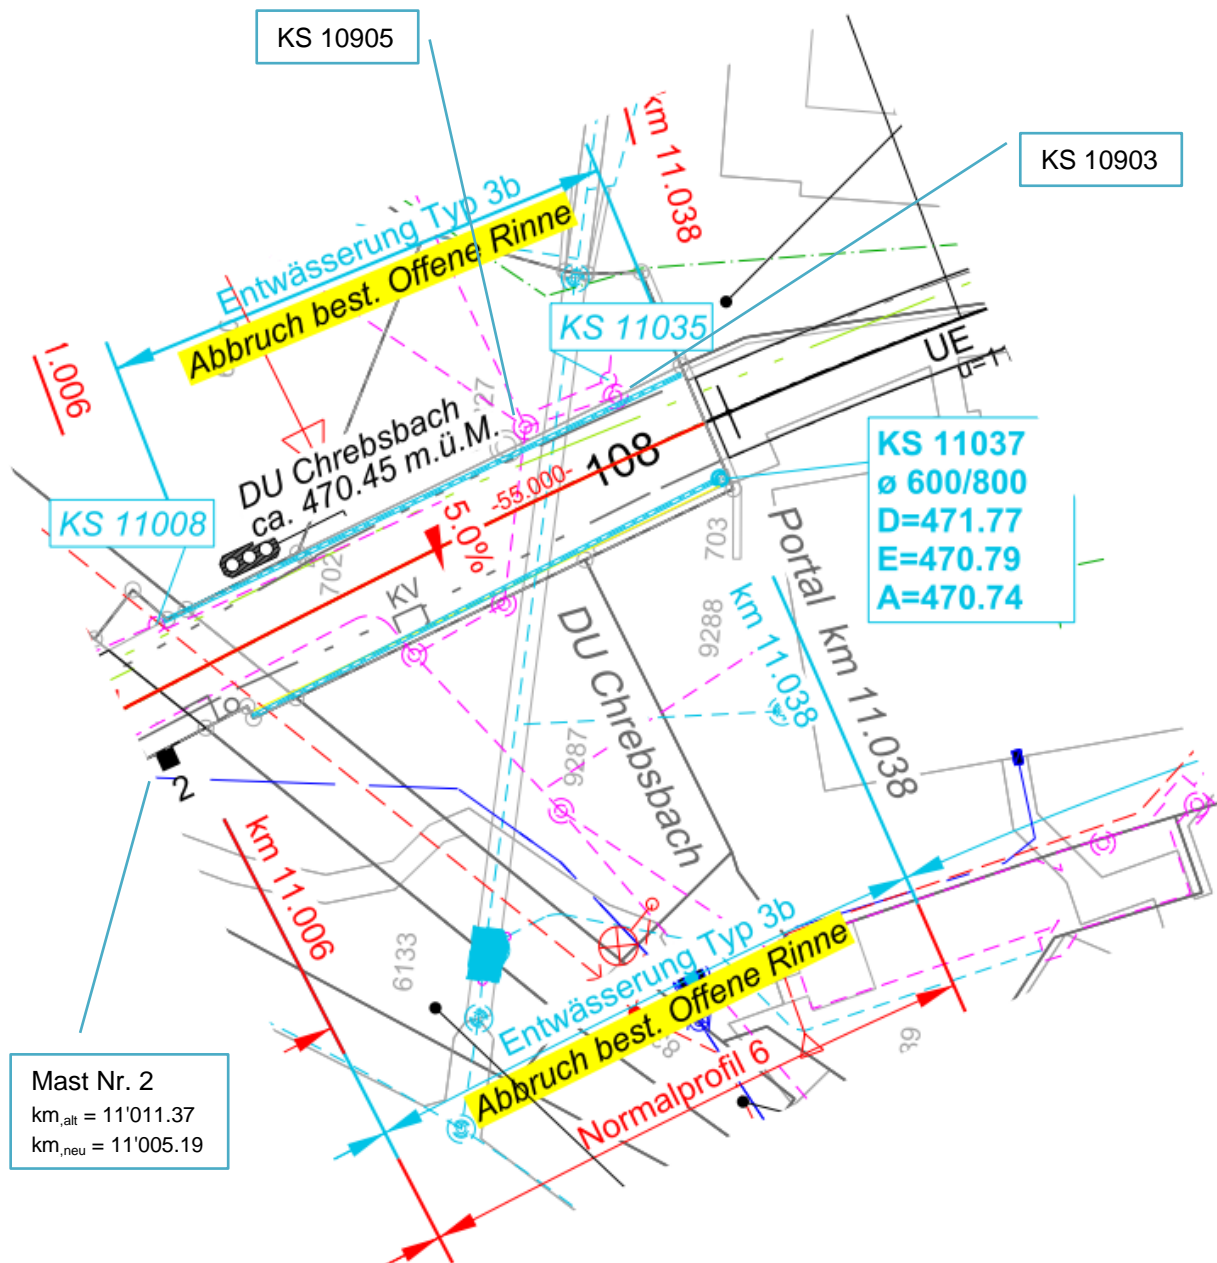 KS 10905
KS 10903
km 11.038
Entwässerung Typ 3b
Abbruch best. Offene Rinne
KS 11035
1.006
UE
DU Chrebsbach
ca. 470.45 m.ü.M.
108
-55.000-
5.0%
KS 11008
KS 11037
ø 600/800
D=471.77
E=470.79
A=470.74
702
703
KV
Portal km 11.038
9288
km 11.038
DU Chrebsbach
9287
2
km 11.006
6133
Entwässerung Typ 3b
Abbruch best. Offene Rinne
Normalprofil 6
Mast Nr. 2
km,alt = 11'011.37
km,neu = 11'005.19